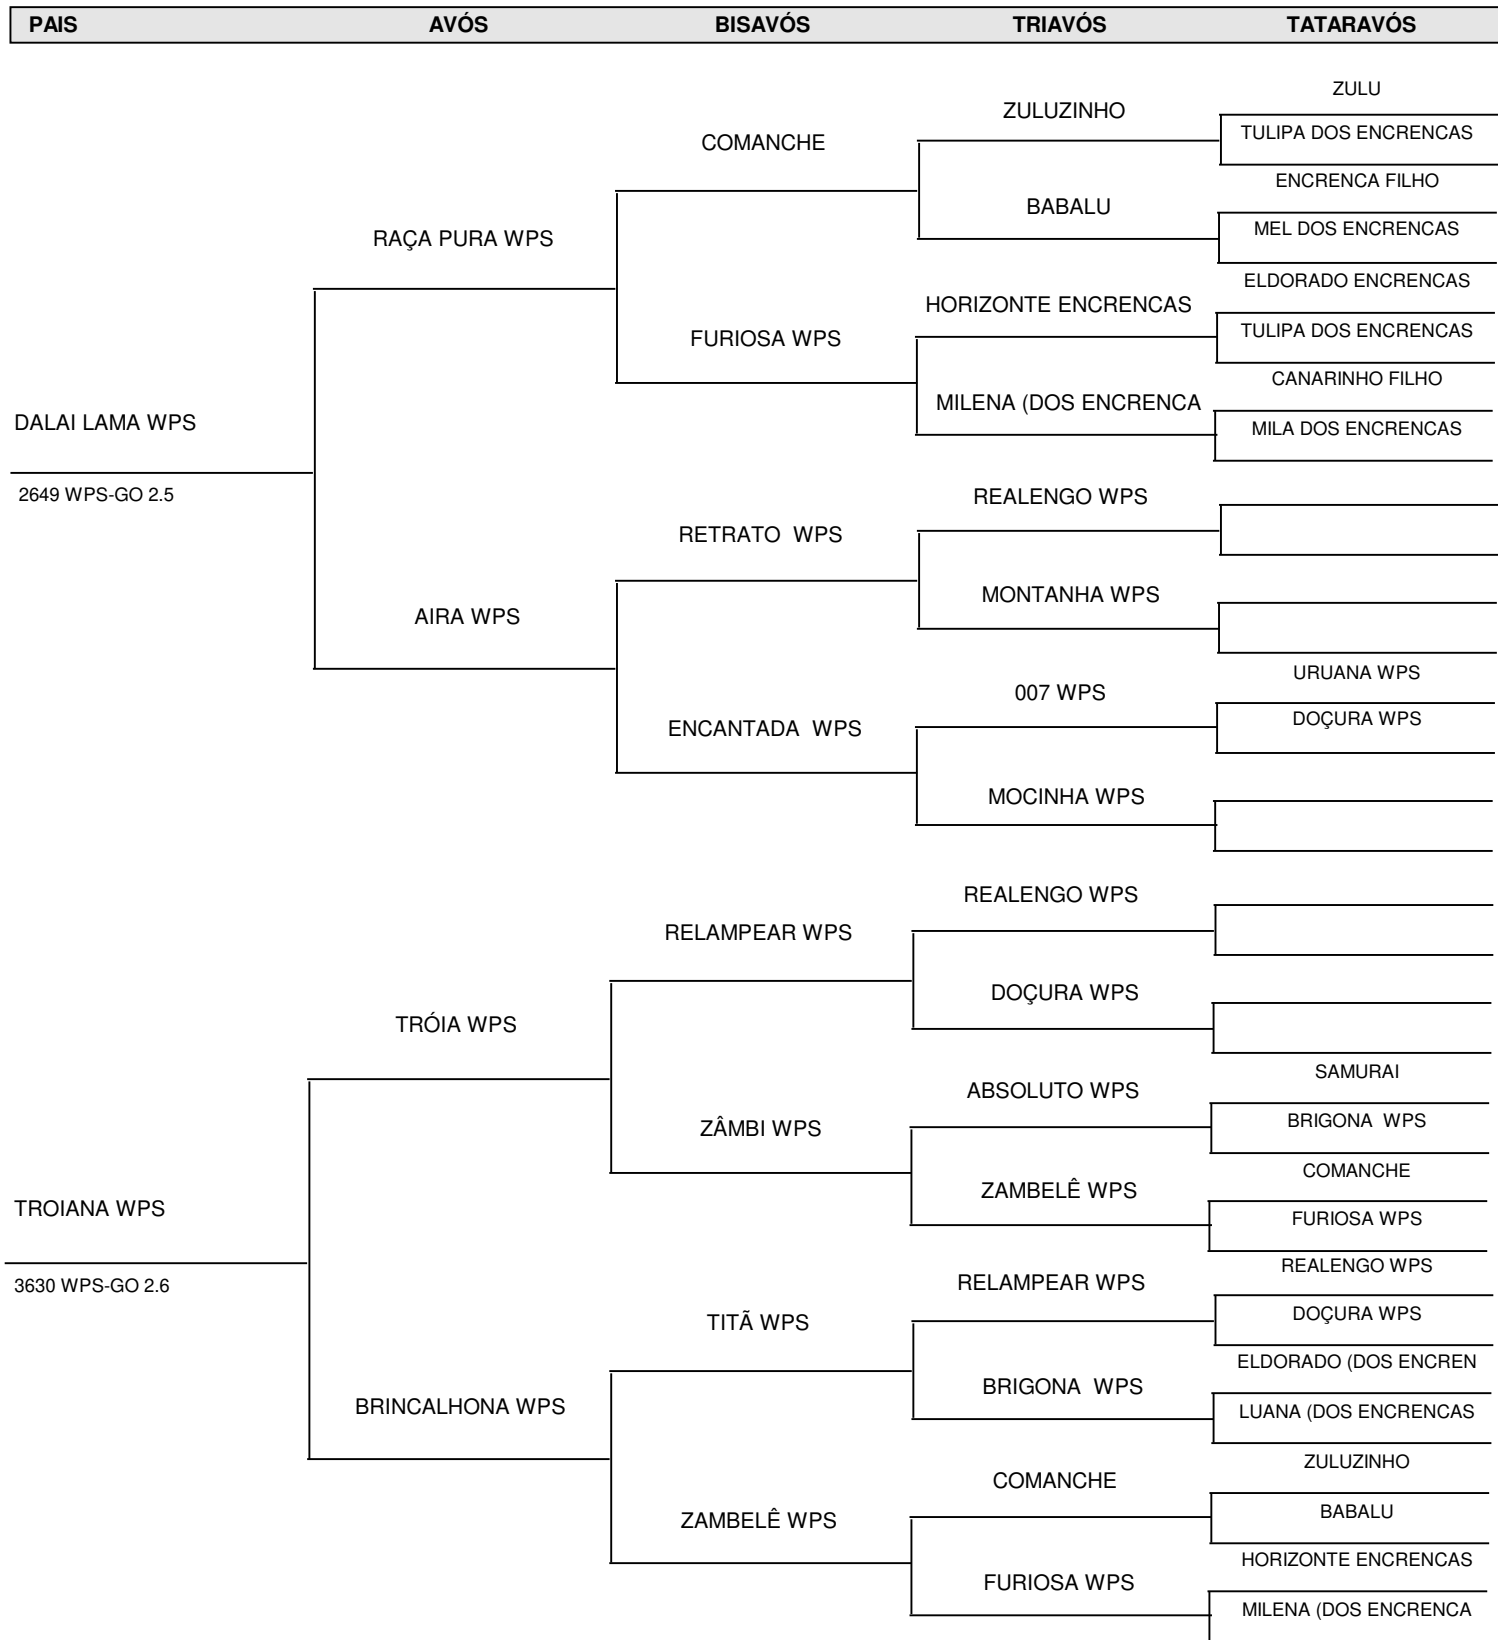 PAIS AVÓS BISAVÓS TRIAVÓS TATARAVÓS
ZULU
ZULUZINHO
TULIPA DOS ENCRENCAS
COMANCHE
ENCRENCA FILHO
BABALU
MEL DOS ENCRENCAS
RAÇA PURA WPS
ELDORADO ENCRENCAS
HORIZONTE ENCRENCAS
TULIPA DOS ENCRENCAS
FURIOSA WPS
CANARINHO FILHO
MILENA (DOS ENCRENCA
DALAI LAMA WPS
MILA DOS ENCRENCAS
2649 WPS-GO 2.5
REALENGO WPS
RETRATO WPS
MONTANHA WPS
AIRA WPS
URUANA WPS
007 WPS
DOÇURA WPS
ENCANTADA WPS
MOCINHA WPS
REALENGO WPS
RELAMPEAR WPS
DOÇURA WPS
TRÓIA WPS
SAMURAI
ABSOLUTO WPS
BRIGONA WPS
ZÂMBI WPS
COMANCHE
ZAMBELÊ WPS
TROIANA WPS
FURIOSA WPS
REALENGO WPS
3630 WPS-GO 2.6
RELAMPEAR WPS
DOÇURA WPS
TITÃ WPS
ELDORADO (DOS ENCREN
BRIGONA WPS
BRINCALHONA WPS
LUANA (DOS ENCRENCAS
ZULUZINHO
COMANCHE
BABALU
ZAMBELÊ WPS
HORIZONTE ENCRENCAS
FURIOSA WPS
MILENA (DOS ENCRENCA